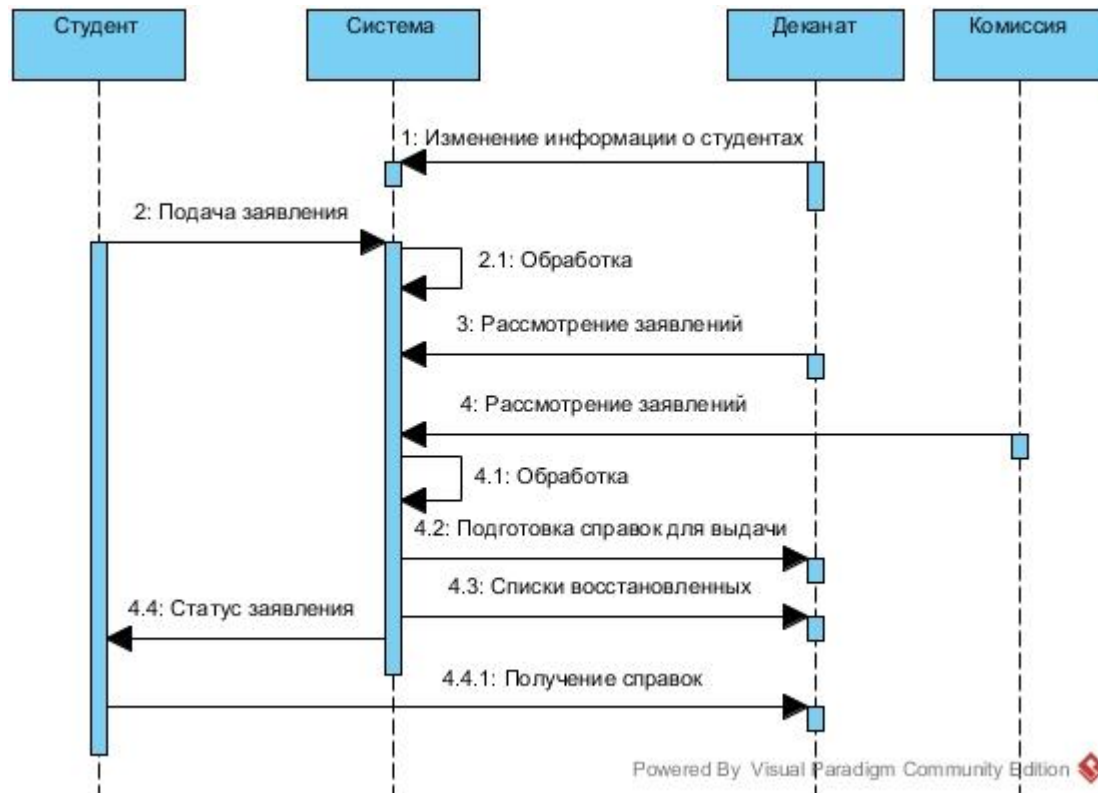 Студент
Система
Деканат
Комиссия
1: Изменение информации о студентах
2: Подача заявления
2.1: Обработка
3: Рассмотрение заявлений
4: Рассмотрение заявлений
4.1: Обработка
4.2: Подготовка справок для выдачи
4.3: Списки восстановленных
4.4: Статус заявления
4.4.1: Получение справок
Powered By Visual Paradigm Community Edition